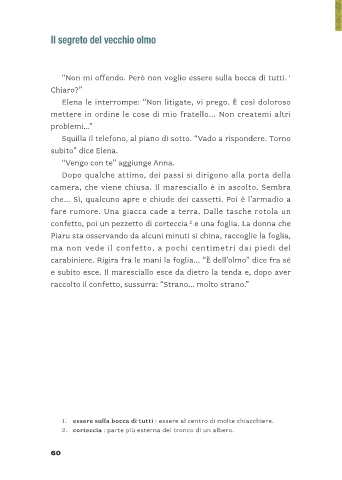 Il segreto del vecchio olmo
“Non mi offendo. Però non voglio essere sulla bocca di tutti. 1
Chiaro?”
Elena le interrompe: “Non litigate, vi prego. È così doloroso
mettere in ordine le cose di mio fratello... Non createmi altri
problemi...”
Squilla il telefono, al piano di sotto. “Vado a rispondere. Torno
subito” dice Elena.
“Vengo con te” aggiunge Anna.
Dopo qualche attimo, dei passi si dirigono alla porta della
camera, che viene chiusa. Il maresciallo è in ascolto. Sembra
che... Sì, qualcuno apre e chiude dei cassetti. Poi è l’armadio a
fare rumore. Una giacca cade a terra. Dalle tasche rotola un
confetto, poi un pezzetto di corteccia 2 e una foglia. La donna che
Piaru sta osservando da alcuni minuti si china, raccoglie la foglia,
ma non vede il confetto, a pochi centimetri dai piedi del
carabiniere. Rigira fra le mani la foglia... “È dell’olmo” dice fra sé
e subito esce. Il maresciallo esce da dietro la tenda e, dopo aver
raccolto il confetto, sussurra: “Strano... molto strano.”
1. essere sulla bocca di tutti : essere al centro di molte chiacchiere.
2. corteccia : parte più esterna del tronco di un albero.
60